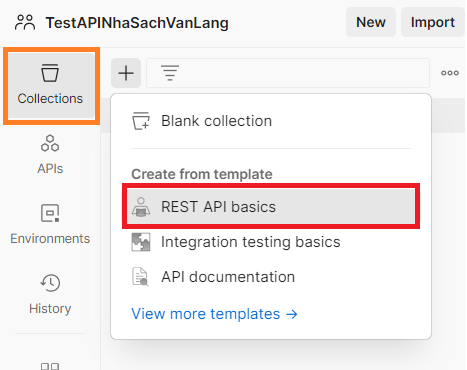 TestAPINhaSachVanLang
New
Import
Collections
APIs
Environments
History
Blank collection
Create from template
REST API basics
Integration testing basics
API documentation
View more templates →